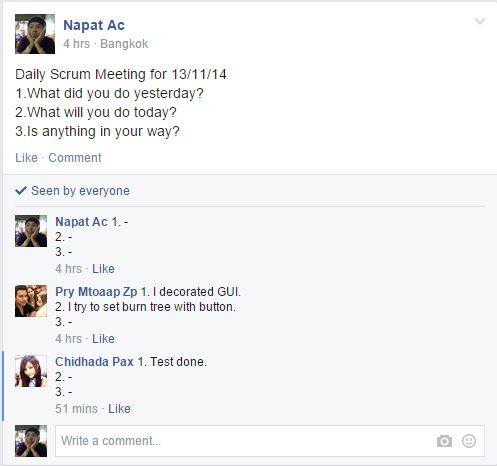 Napat Ac
4 hrs · Bangkok
Daily Scrum Meeting for 13/11/14
1.What did you do yesterday?
2.What will you do today?
3.Is anything in your way?
Like · Comment
Seen by everyone
Napat Ac 1. -
2. -
3. -
4 hrs · Like
Pry Mtoaap Zp 1. I decorated GUI.
2. I try to set burn tree with button.
3. -
4 hrs · Like
Chidhada Pax 1. Test done.
2. -
3. -
51 mins · Like
Write a comment...